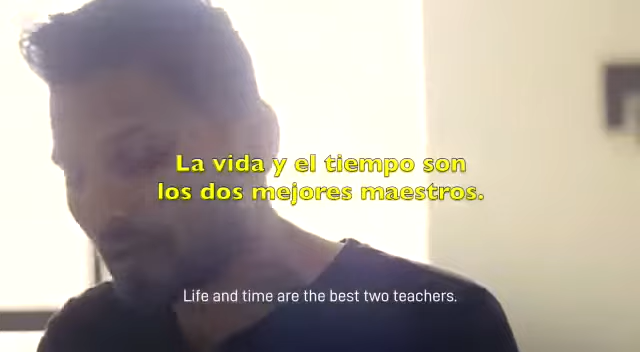 La vida y el tiempo son
los dos mejores maestros.
Life and time are the best two teachers.